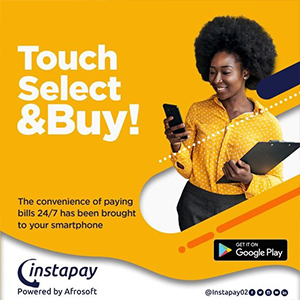 Touch
Select
&Buy!
The convenience of paying
bills 24/7 has been brought
to your smartphone
instapay
Powered by Afrosoft
GET IT ON
Google Play
@Instapay02